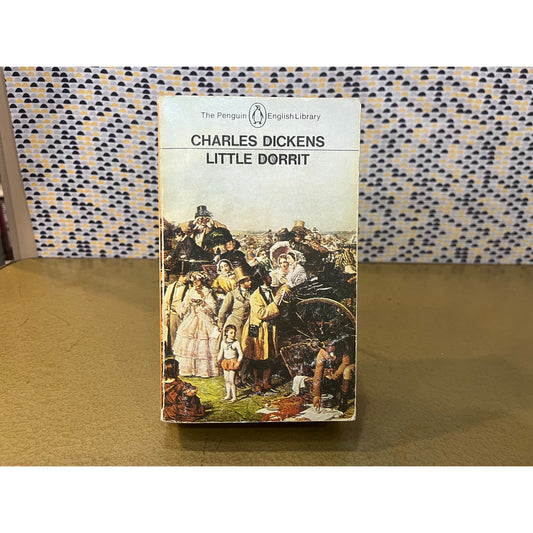 The Penguin English Library
CHARLES DICKENS
LITTLE DORRIT